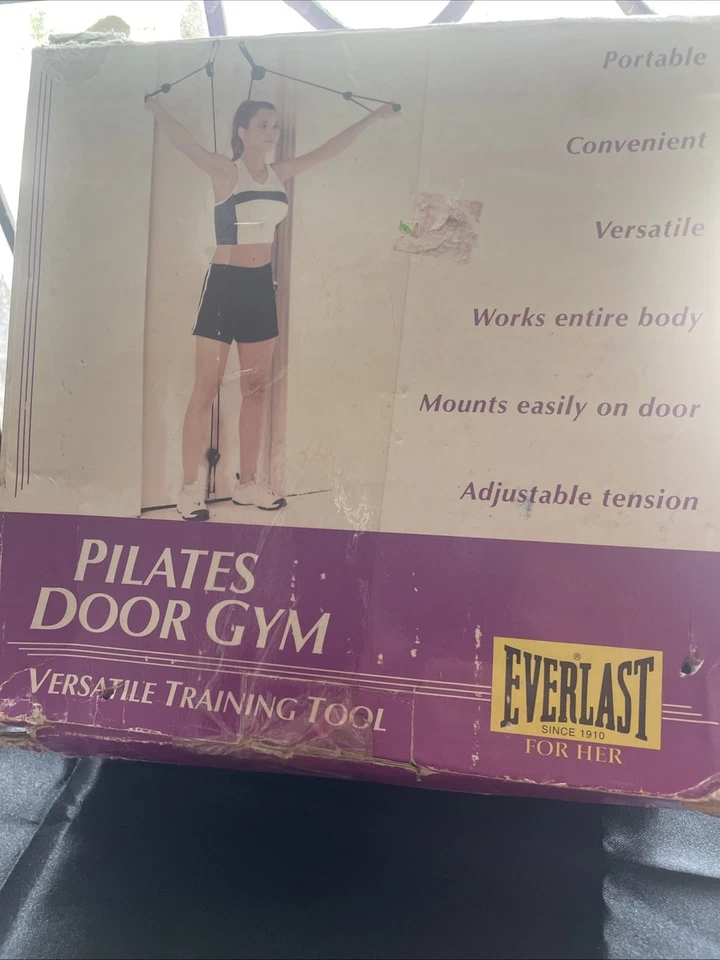 Portable
Convenient
Versatile
Works entire body
Mounts easily on door
Adjustable tension
PILATES
DOOR GYM
VERSATILE TRAINING TOOL
EVERLAST®
SINCE 1910
FOR HER